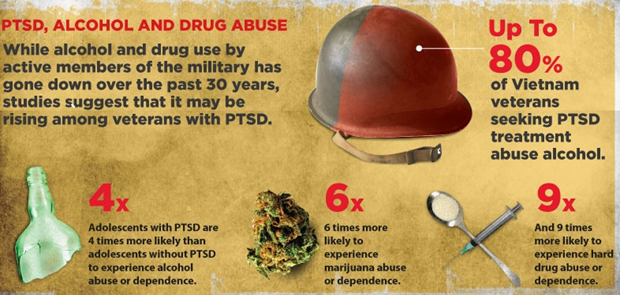 PTSD, ALCOHOL AND DRUG ABUSE
While alcohol and drug use by
active members of the military has
gone down over the past 30 years,
studies suggest that it may be
rising among veterans with PTSD.
Up To
80%
of Vietnam
veterans
seeking PTSD
treatment
abuse alcohol.
4x
Adolescents with PTSD are
4 times more likely than
adolescents without PTSD
to experience alcohol
abuse or dependence.
6x
6 times more
likely to
experience
marijuana abuse
or dependence.
9x
And 9 times
more likely to
experience hard
drug abuse or
dependence.